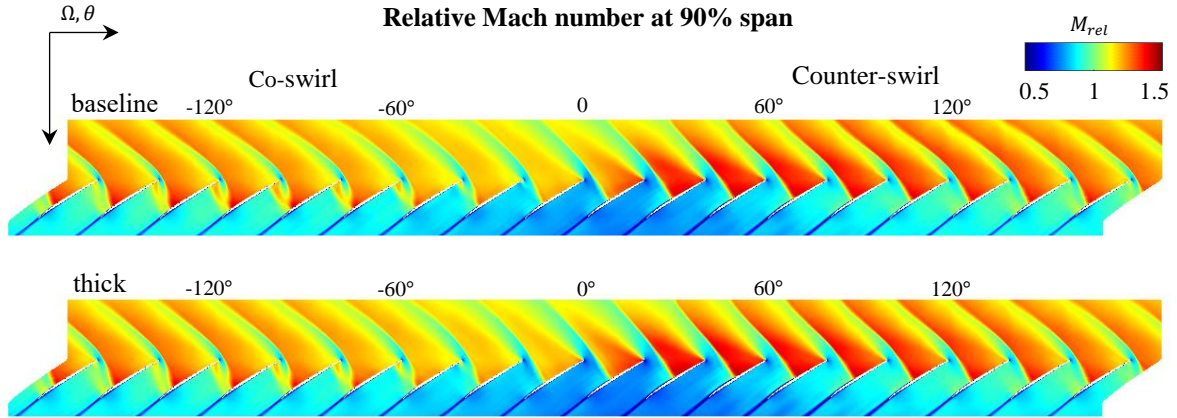 Relative Mach number at 90% span
Ω, θ
M_rel
0.5 1 1.5
Co-swirl
Counter-swirl
baseline -120° -60° 0 60° 120°
thick -120° -60° 0° 60° 120°